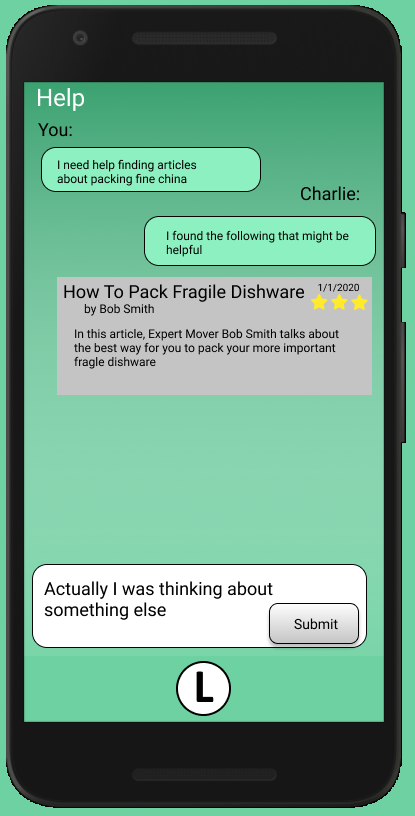 Help
You:
I need help finding articles
about packing fine china
Charlie:
I found the following that might be
helpful
How To Pack Fragile Dishware
1/1/2020
by Bob Smith
In this article, Expert Mover Bob Smith talks about
the best way for you to pack your more important
fragle dishware
Actually I was thinking about
something else
Submit
L